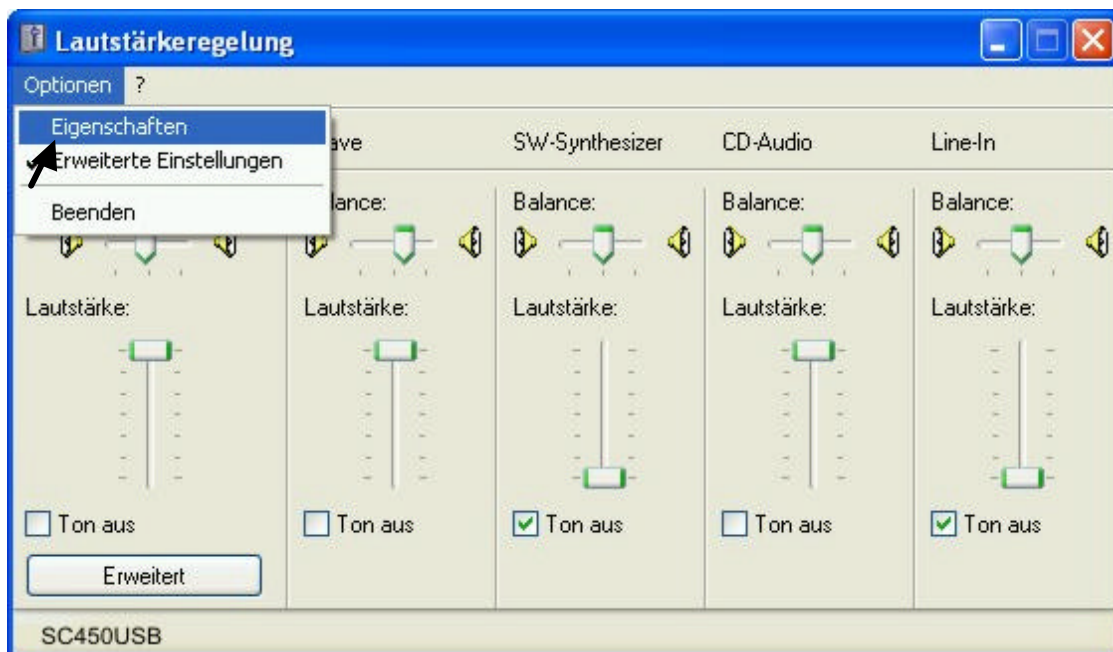 Lautstärkeregelung
Optionen ?
Eigenschaften
Erweiterte Einstellungen
Beenden
SW-Synthesizer CD-Audio Line-In
Balance: Balance: Balance:
Lautstärke: Lautstärke: Lautstärke: Lautstärke: Lautstärke:
Ton aus Ton aus Ton aus Ton aus Ton aus
Erweitert
SC450USB